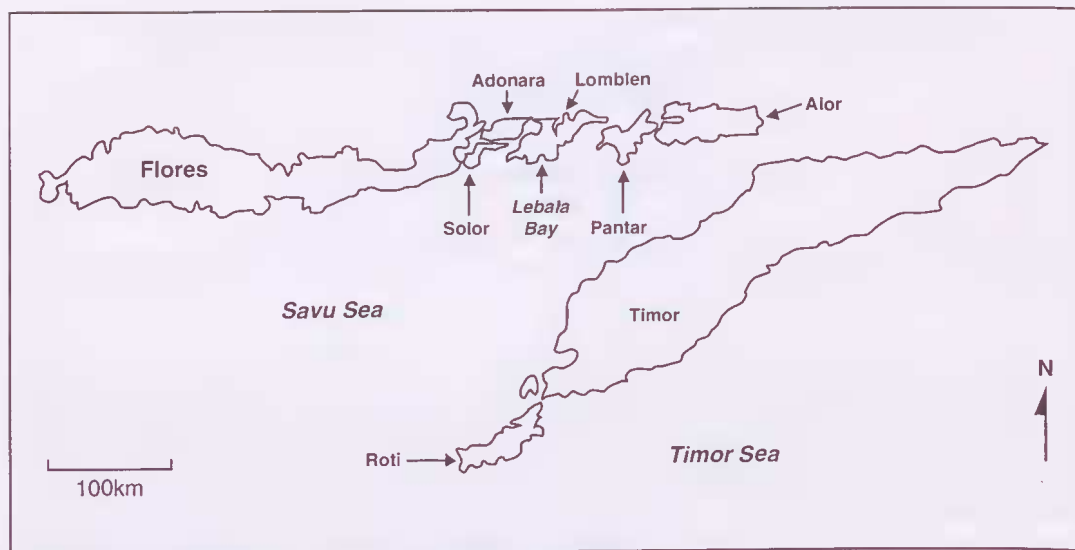 Adonara
Lomblen
Alor
Flores
Solor
Lebala
Bay
Pantar
Savu Sea
Timor
N
Roti
Timor Sea
100km